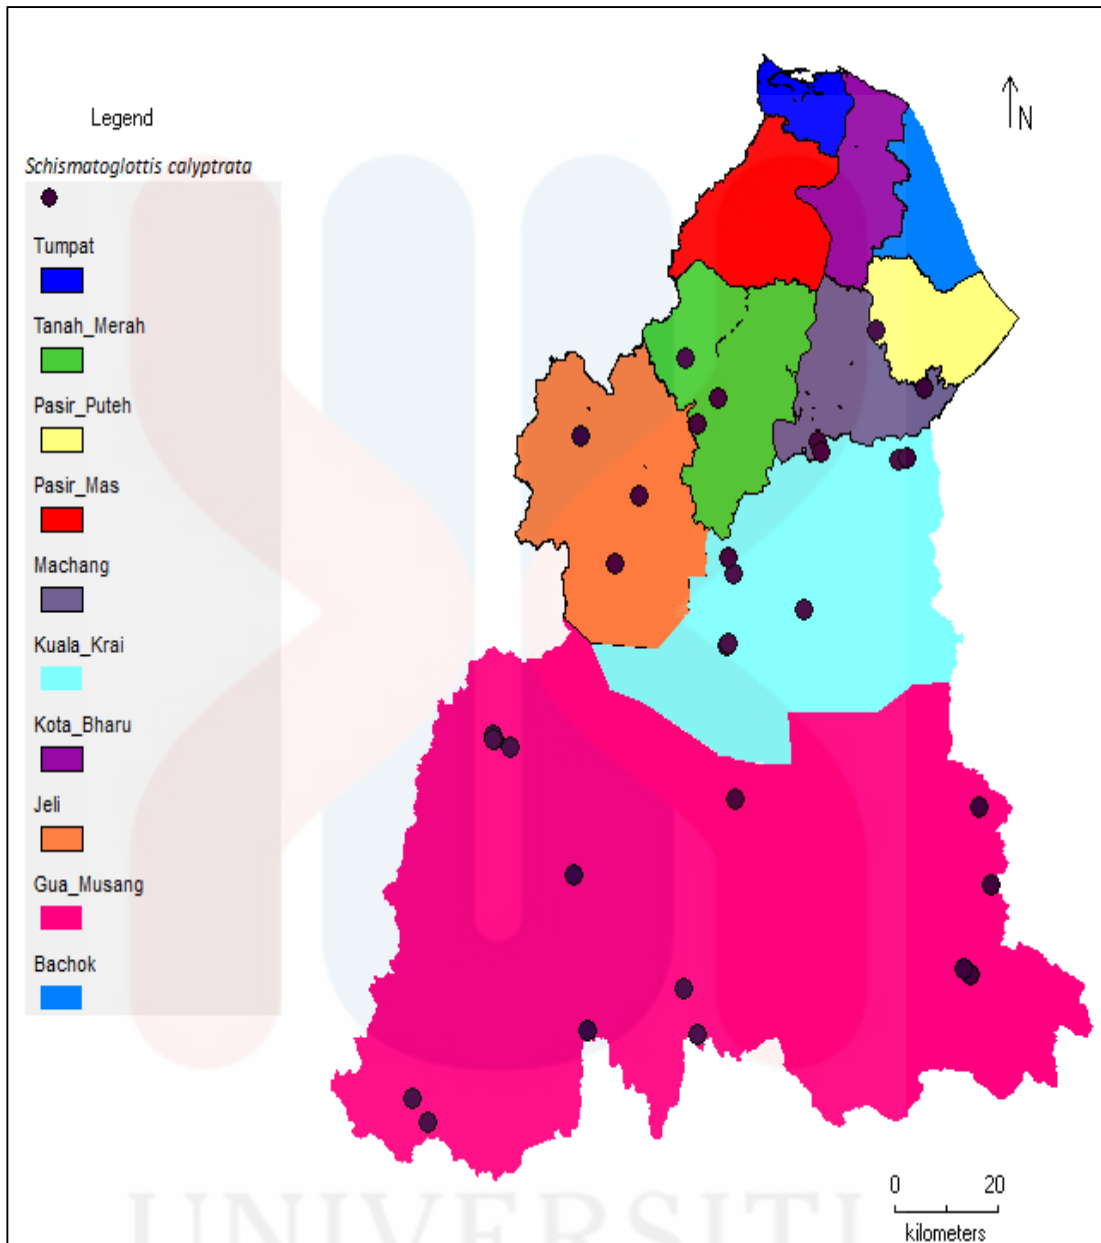 Legend
N
Schismatoglottis calyptrata
Tumpat
Tanah_Merah
Pasir_Puteh
Pasir_Mas
Machang
Kuala_Krai
Kota_Bharu
Jeli
Gua_Musang
Bachok
0 20
kilometers
UNIVERSITI